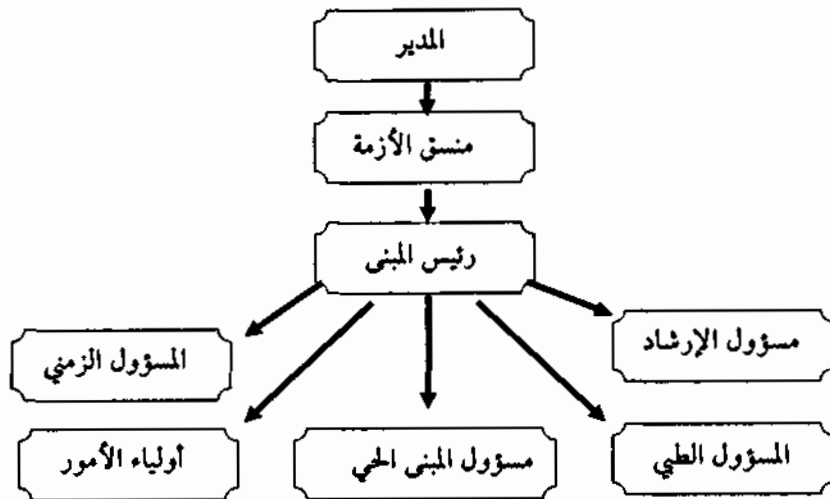 المدير
منسق الأزمة
رئيس المبنى
مسؤول الإرشاد
المسؤول الزمني
المسؤول الطبي
مسؤول المبنى الحي
أولياء الأمور